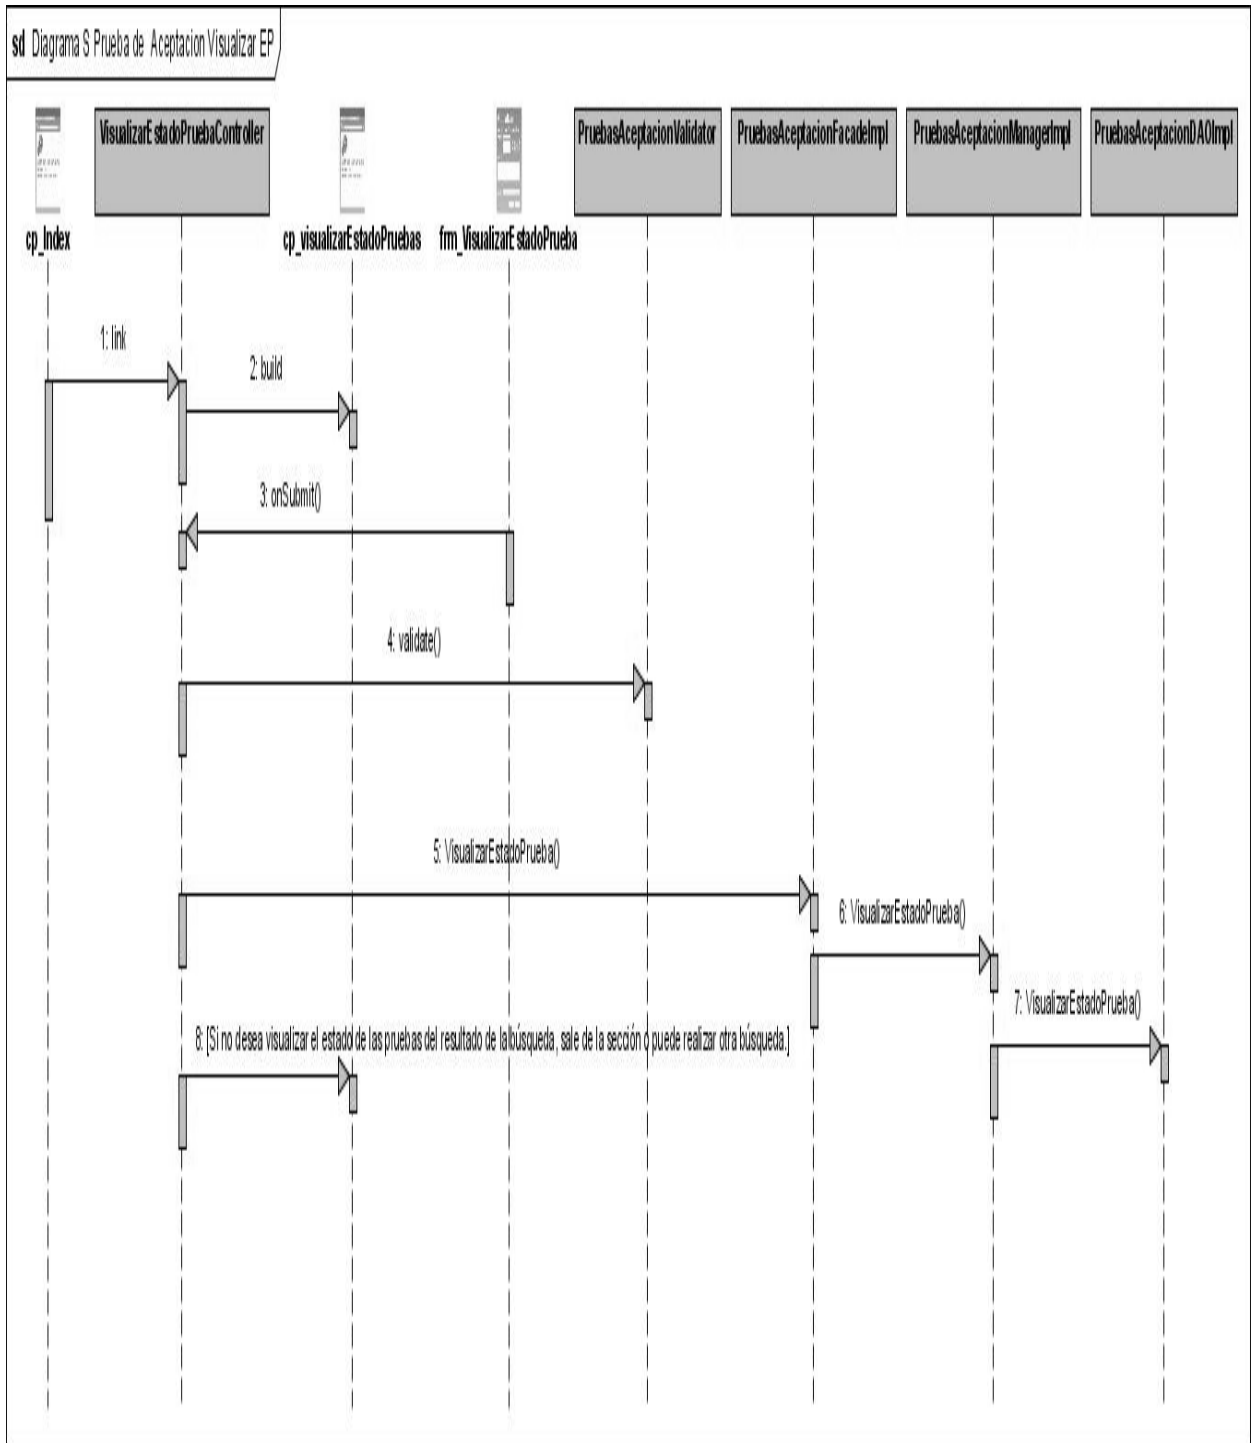 sd Diagrama S Prueba de Aceptacion Visualizar EP
VisualizarEstadoPruebaController
PruebasAceptacionValidator
PruebasAceptacionFacadeImpl
PruebasAceptacionManagerImpl
PruebasAceptacionDAOImpl
cp_Index
cp_visualizarEstadoPruebas
frm_VisualizarEstadoPrueba
1: link
2: build
3: onSubmit()
4: validate()
5: VisualizarEstadoPrueba()
6: VisualizarEstadoPrueba()
7: VisualizarEstadoPrueba()
8: [Si no desea visualizar el estado de las pruebas del resultado de la búsqueda, sale de la sección o puede realizar otra búsqueda.]